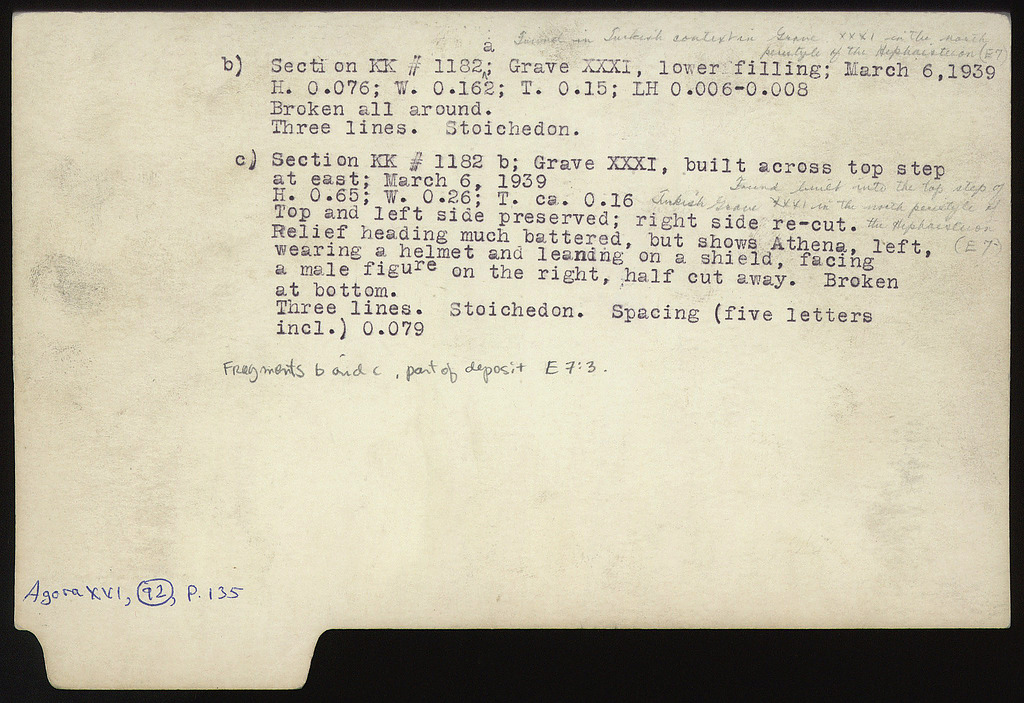 a Found in Turkish context in Grave XXXI in the north
peristyle of the Hephaisteion (E7)
b) Section KK # 1182‸; Grave XXXI, lower filling; March 6,1939
H. 0.076; W. 0.162; T. 0.15; LH 0.006-0.008
Broken all around.
Three lines. Stoichedon.
c) Section KK # 1182 b; Grave XXXI, built across top step
at east; March 6, 1939 Found built into the top step of
H. 0.65; W. 0.26; T. ca. 0.16 Turkish Grave XXXI in the north peristyle of
Top and left side preserved; right side re-cut. the Hephaisteion
Relief heading much battered, but shows Athena, left, (E 7)
wearing a helmet and leaning on a shield, facing
a male figure on the right, half cut away. Broken
at bottom.
Three lines. Stoichedon. Spacing (five letters
incl.) 0.079
Fragments b and c, part of deposit E 7:3.
Agora XVI, 92, P. 135